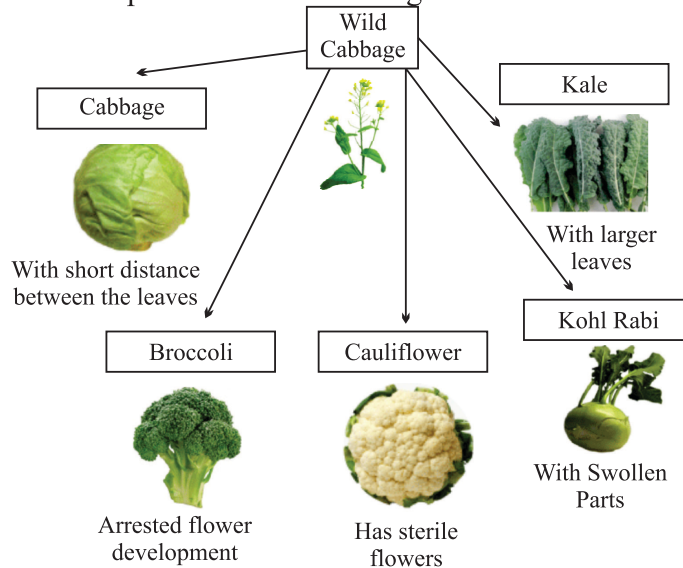 Wild
Cabbage
Cabbage
Kale
With short distance
between the leaves
With larger
leaves
Broccoli
Cauliflower
Kohl Rabi
Arrested flower
development
Has sterile
flowers
With Swollen
Parts